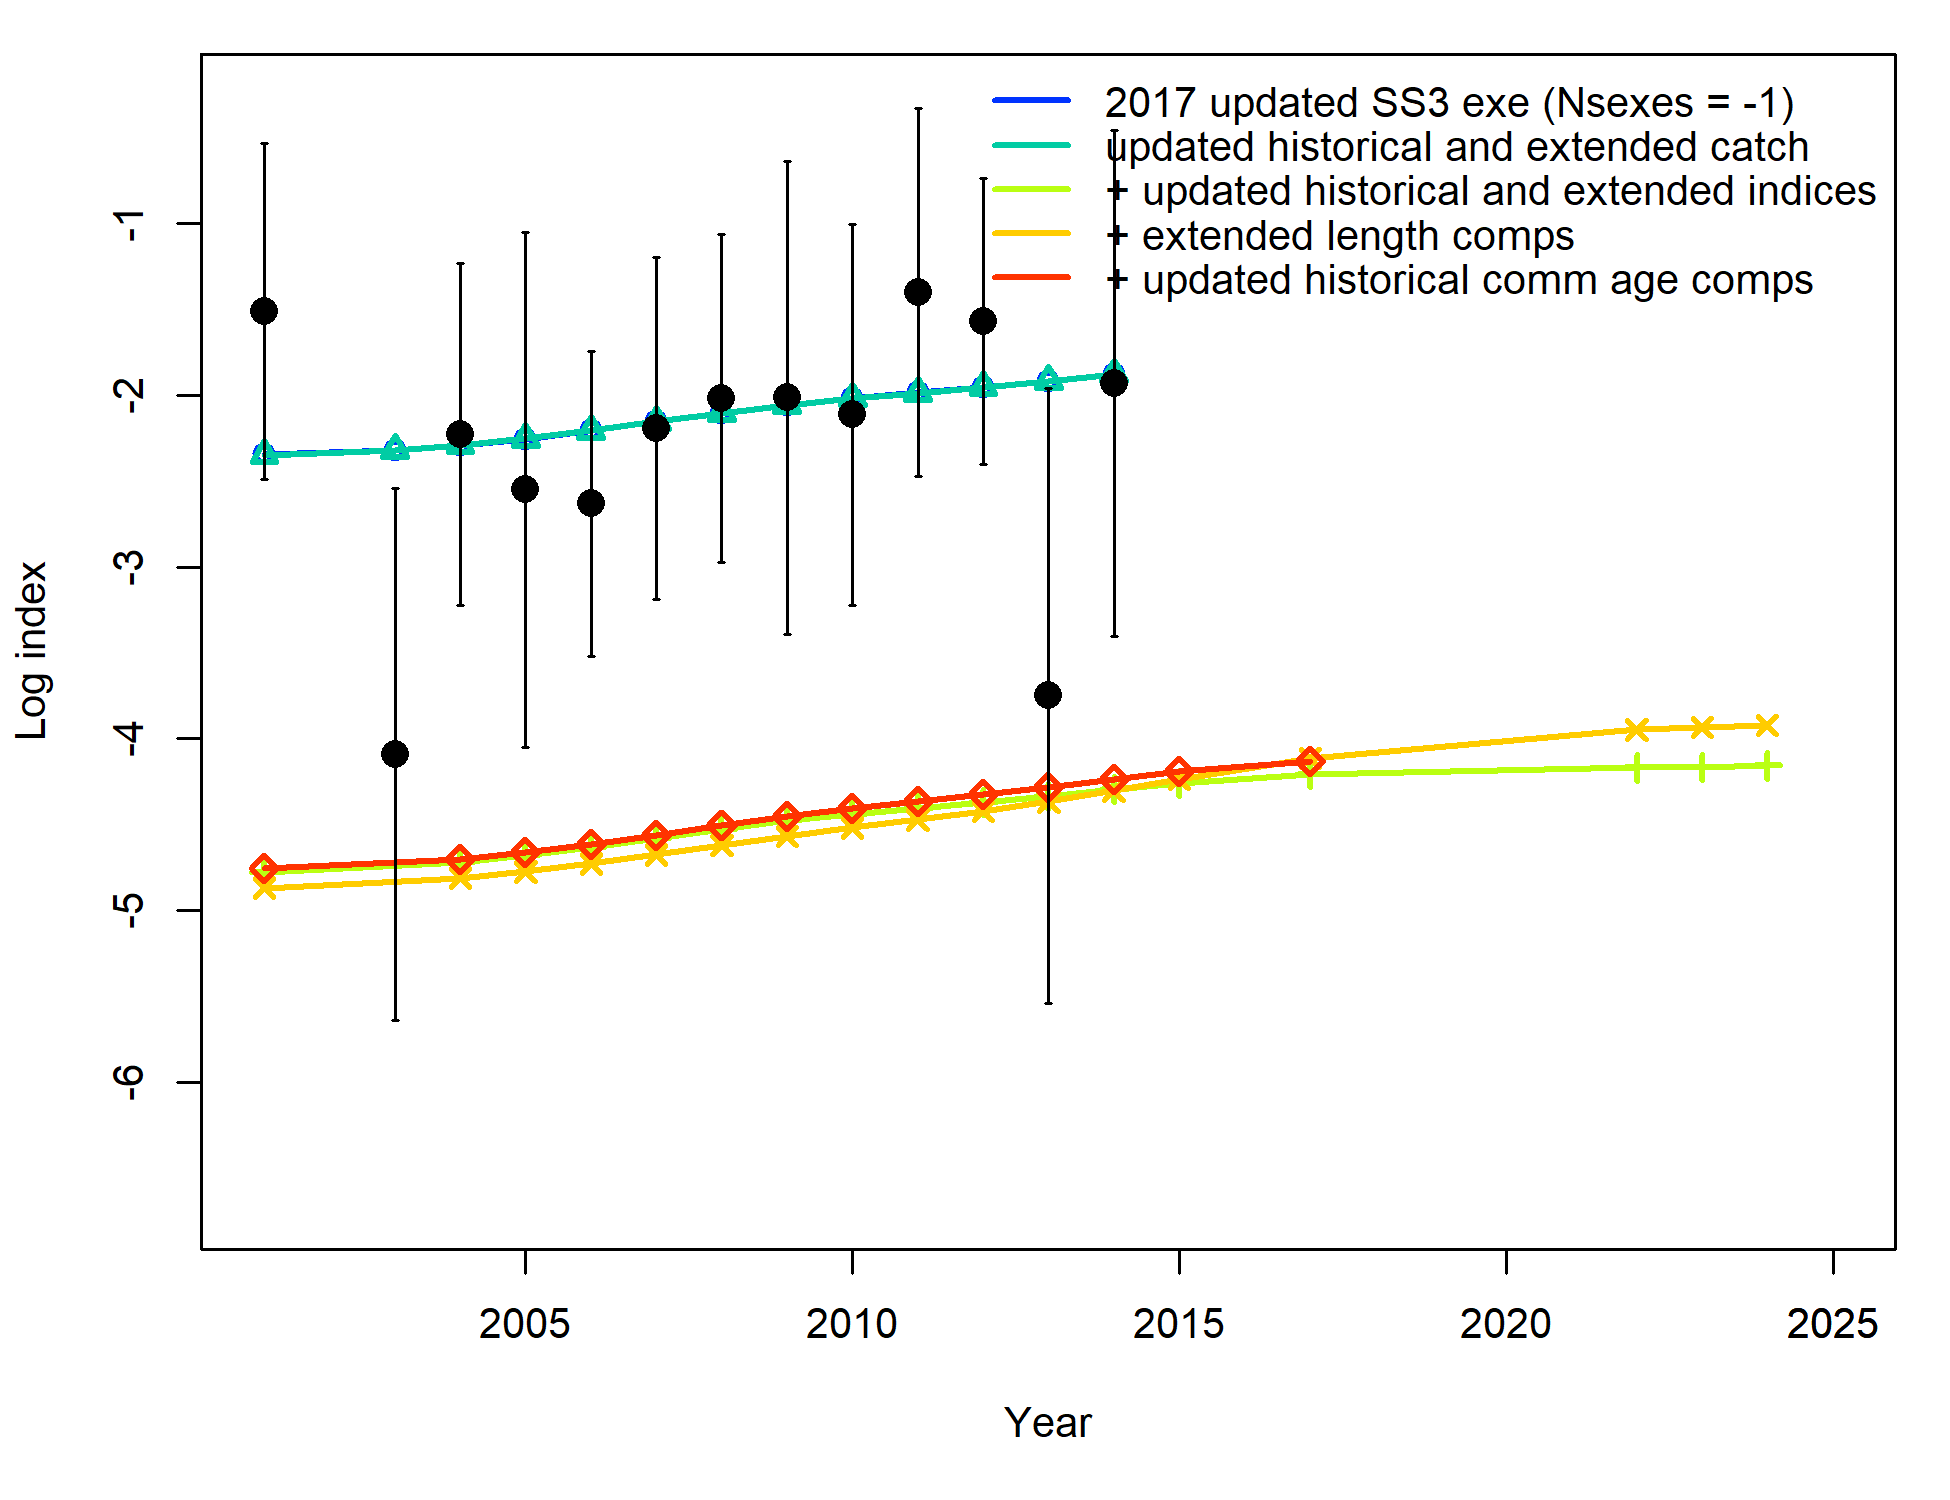 2017 updated SS3 exe (Nsexes = -1)
updated historical and extended catch
+ updated historical and extended indices
+ extended length comps
+ updated historical comm age comps
Log index
-1
-2
-3
-4
-5
-6
2005 2010 2015 2020 2025
Year